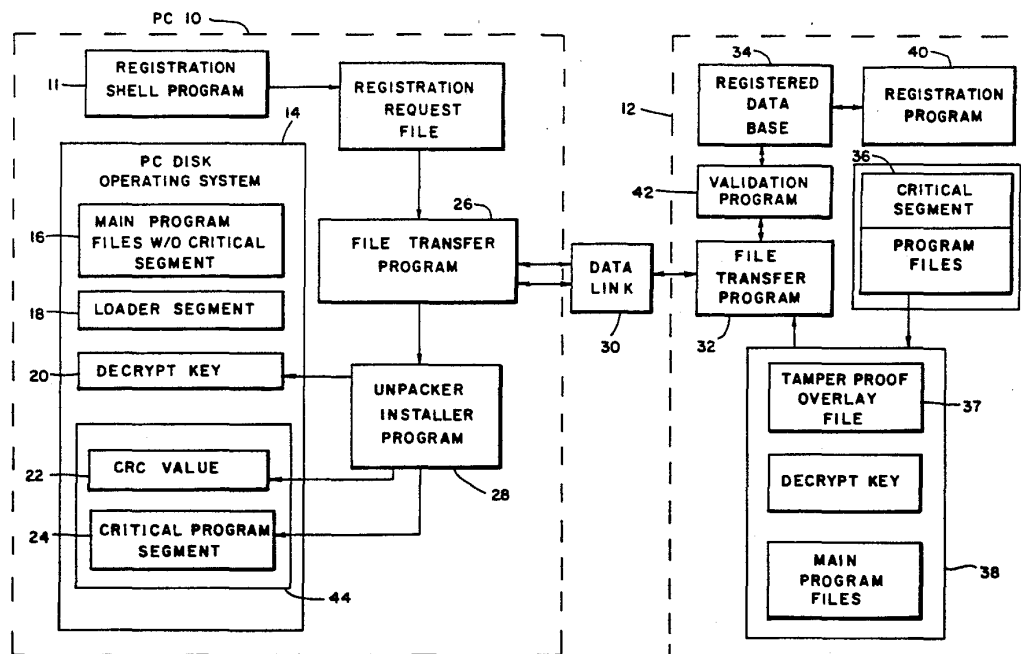 PC 10
11
REGISTRATION
SHELL PROGRAM
REGISTRATION
REQUEST
FILE
14
PC DISK
OPERATING SYSTEM
16
MAIN PROGRAM
FILES W/O CRITICAL
SEGMENT
18
LOADER SEGMENT
20
DECRYPT KEY
22
CRC VALUE
24
CRITICAL PROGRAM
SEGMENT
44
26
FILE TRANSFER
PROGRAM
UNPACKER
INSTALLER
PROGRAM
28
DATA
LINK
30
12
34
REGISTERED
DATA
BASE
40
REGISTRATION
PROGRAM
42
VALIDATION
PROGRAM
36
CRITICAL
SEGMENT
PROGRAM
FILES
FILE
TRANSFER
PROGRAM
32
TAMPER PROOF
OVERLAY
FILE
37
DECRYPT KEY
MAIN
PROGRAM
FILES
38